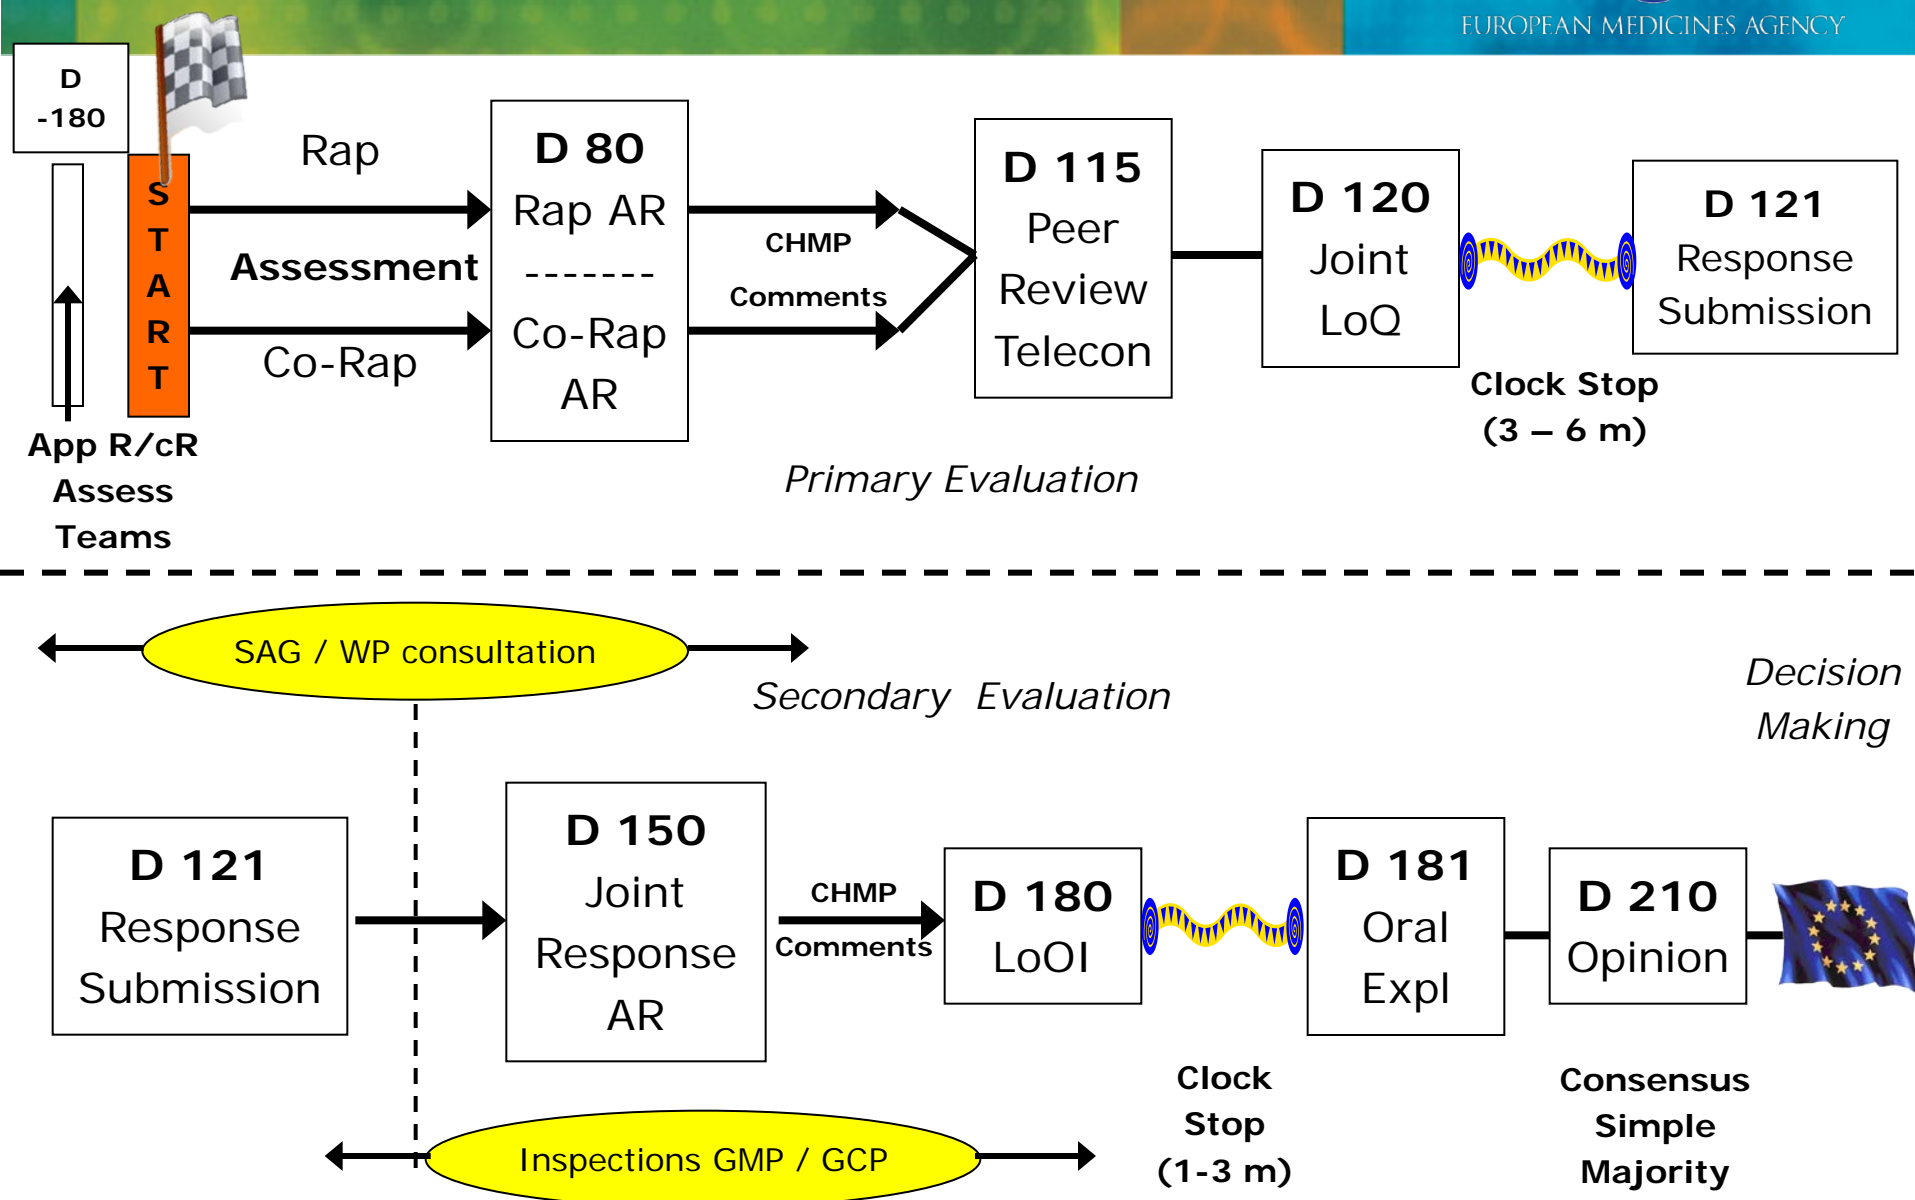 EUROPEAN MEDICINES AGENCY
D
-180
START
App R/cR
Assess
Teams
Rap
Assessment
Co-Rap
D 80
Rap AR
-------
Co-Rap
AR
CHMP
Comments
D 115
Peer
Review
Telecon
D 120
Joint
LoQ
Clock Stop
(3 – 6 m)
D 121
Response
Submission
Primary Evaluation
SAG / WP consultation
Secondary Evaluation
Decision
Making
D 121
Response
Submission
D 150
Joint
Response
AR
CHMP
Comments
D 180
LoOI
Clock
Stop
(1-3 m)
D 181
Oral
Expl
D 210
Opinion
Consensus
Simple
Majority
Inspections GMP / GCP